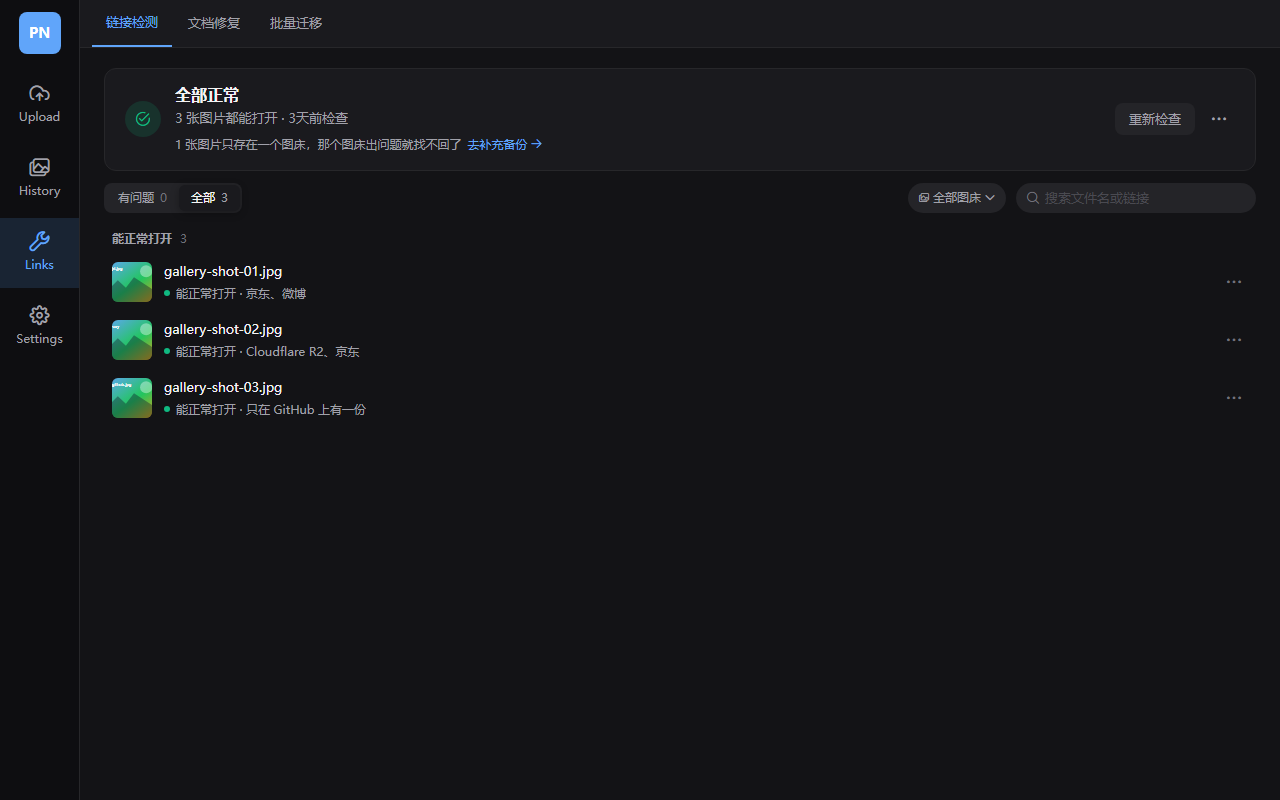 PN
Upload
History
Links
Settings
链接检测
文档修复
批量迁移
全部正常
3 张图片都能打开 · 3天前检查
1 张图片只存在一个图床，那个图床出问题就找不回了 去补充备份 →
重新检查
有问题 0
全部 3
全部图床
搜索文件名或链接
能正常打开 3
gallery-shot-01.jpg
能正常打开 · 京东、微博
gallery-shot-02.jpg
能正常打开 · Cloudflare R2、京东
gallery-shot-03.jpg
能正常打开 · 只在 GitHub 上有一份